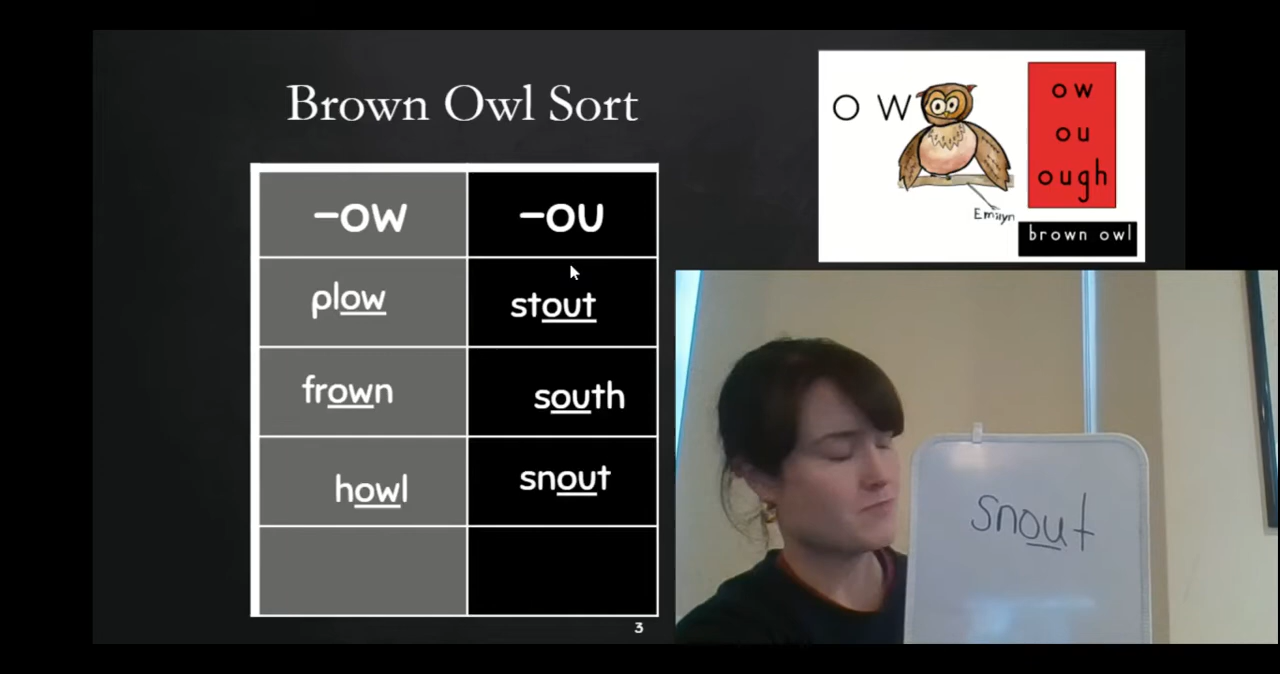 Brown Owl Sort
-ow -ou
plow stout
frown south
howl snout
3
o w
ow
ou
ough
Emilyn
brown owl
snout